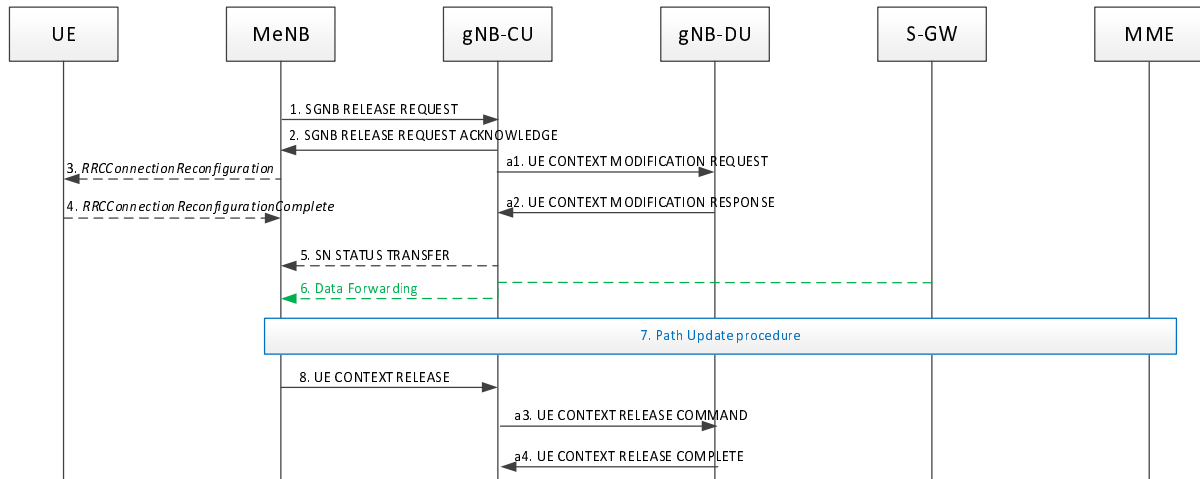 UE
MeNB
gNB-CU
gNB-DU
S-GW
MME
1. SGNB RELEASE REQUEST
2. SGNB RELEASE REQUEST ACKNOWLEDGE
a1. UE CONTEXT MODIFICATION REQUEST
3. RRCConnectionReconfiguration
4. RRCConnectionReconfigurationComplete
a2. UE CONTEXT MODIFICATION RESPONSE
5. SN STATUS TRANSFER
6. Data Forwarding
7. Path Update procedure
8. UE CONTEXT RELEASE
a3. UE CONTEXT RELEASE COMMAND
a4. UE CONTEXT RELEASE COMPLETE